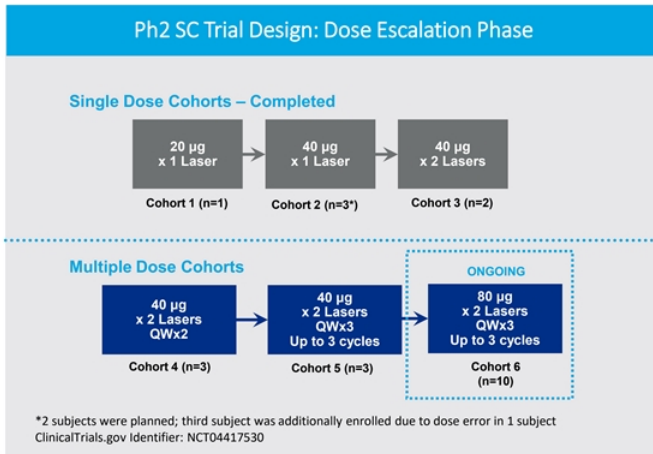 Ph2 SC Trial Design: Dose Escalation Phase
Single Dose Cohorts – Completed
20 µg
x 1 Laser
Cohort 1 (n=1)
40 µg
x 1 Laser
Cohort 2 (n=3*)
40 µg
x 2 Lasers
Cohort 3 (n=2)
Multiple Dose Cohorts
40 µg
x 2 Lasers
QWx2
Cohort 4 (n=3)
40 µg
x 2 Lasers
QWx3
Up to 3 cycles
Cohort 5 (n=3)
ONGOING
80 µg
x 2 Lasers
QWx3
Up to 3 cycles
Cohort 6
(n=10)
*2 subjects were planned; third subject was additionally enrolled due to dose error in 1 subject
ClinicalTrials.gov Identifier: NCT04417530